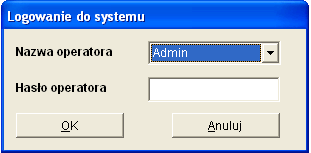 Logowanie do systemu
Nazwa operatora Admin
Hasło operatora
OK Anuluj